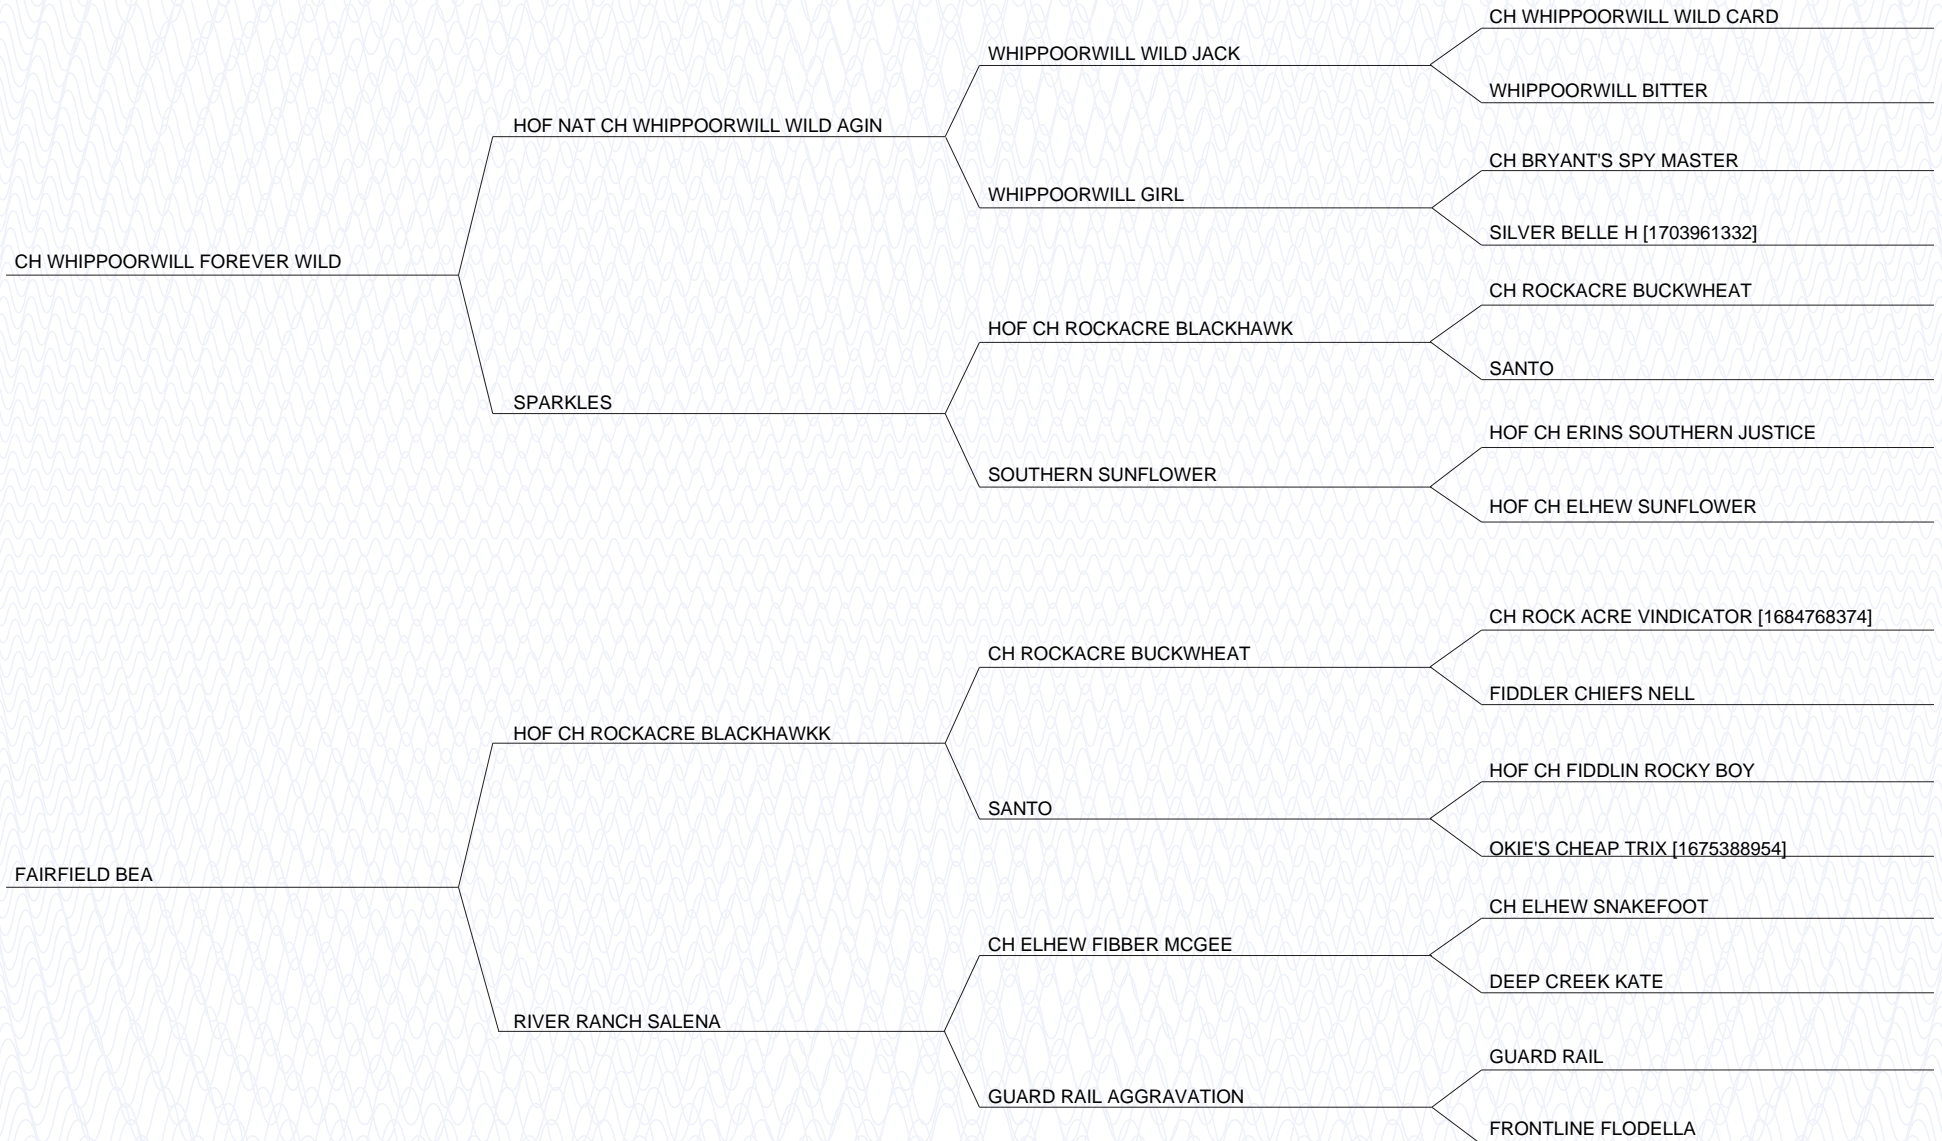 CH WHIPPOORWILL FOREVER WILD
HOF NAT CH WHIPPOORWILL WILD AGIN
WHIPPOORWILL WILD JACK
CH WHIPPOORWILL WILD CARD
WHIPPOORWILL BITTER
WHIPPOORWILL GIRL
CH BRYANT'S SPY MASTER
SILVER BELLE H [1703961332]
SPARKLES
HOF CH ROCKACRE BLACKHAWK
CH ROCKACRE BUCKWHEAT
SANTO
SOUTHERN SUNFLOWER
HOF CH ERINS SOUTHERN JUSTICE
HOF CH ELHEW SUNFLOWER
FAIRFIELD BEA
HOF CH ROCKACRE BLACKHAWKK
CH ROCKACRE BUCKWHEAT
CH ROCK ACRE VINDICATOR [1684768374]
FIDDLER CHIEFS NELL
SANTO
HOF CH FIDDLIN ROCKY BOY
OKIE'S CHEAP TRIX [1675388954]
RIVER RANCH SALENA
CH ELHEW FIBBER MCGEE
CH ELHEW SNAKEFOOT
DEEP CREEK KATE
GUARD RAIL AGGRAVATION
GUARD RAIL
FRONTLINE FLODELLA